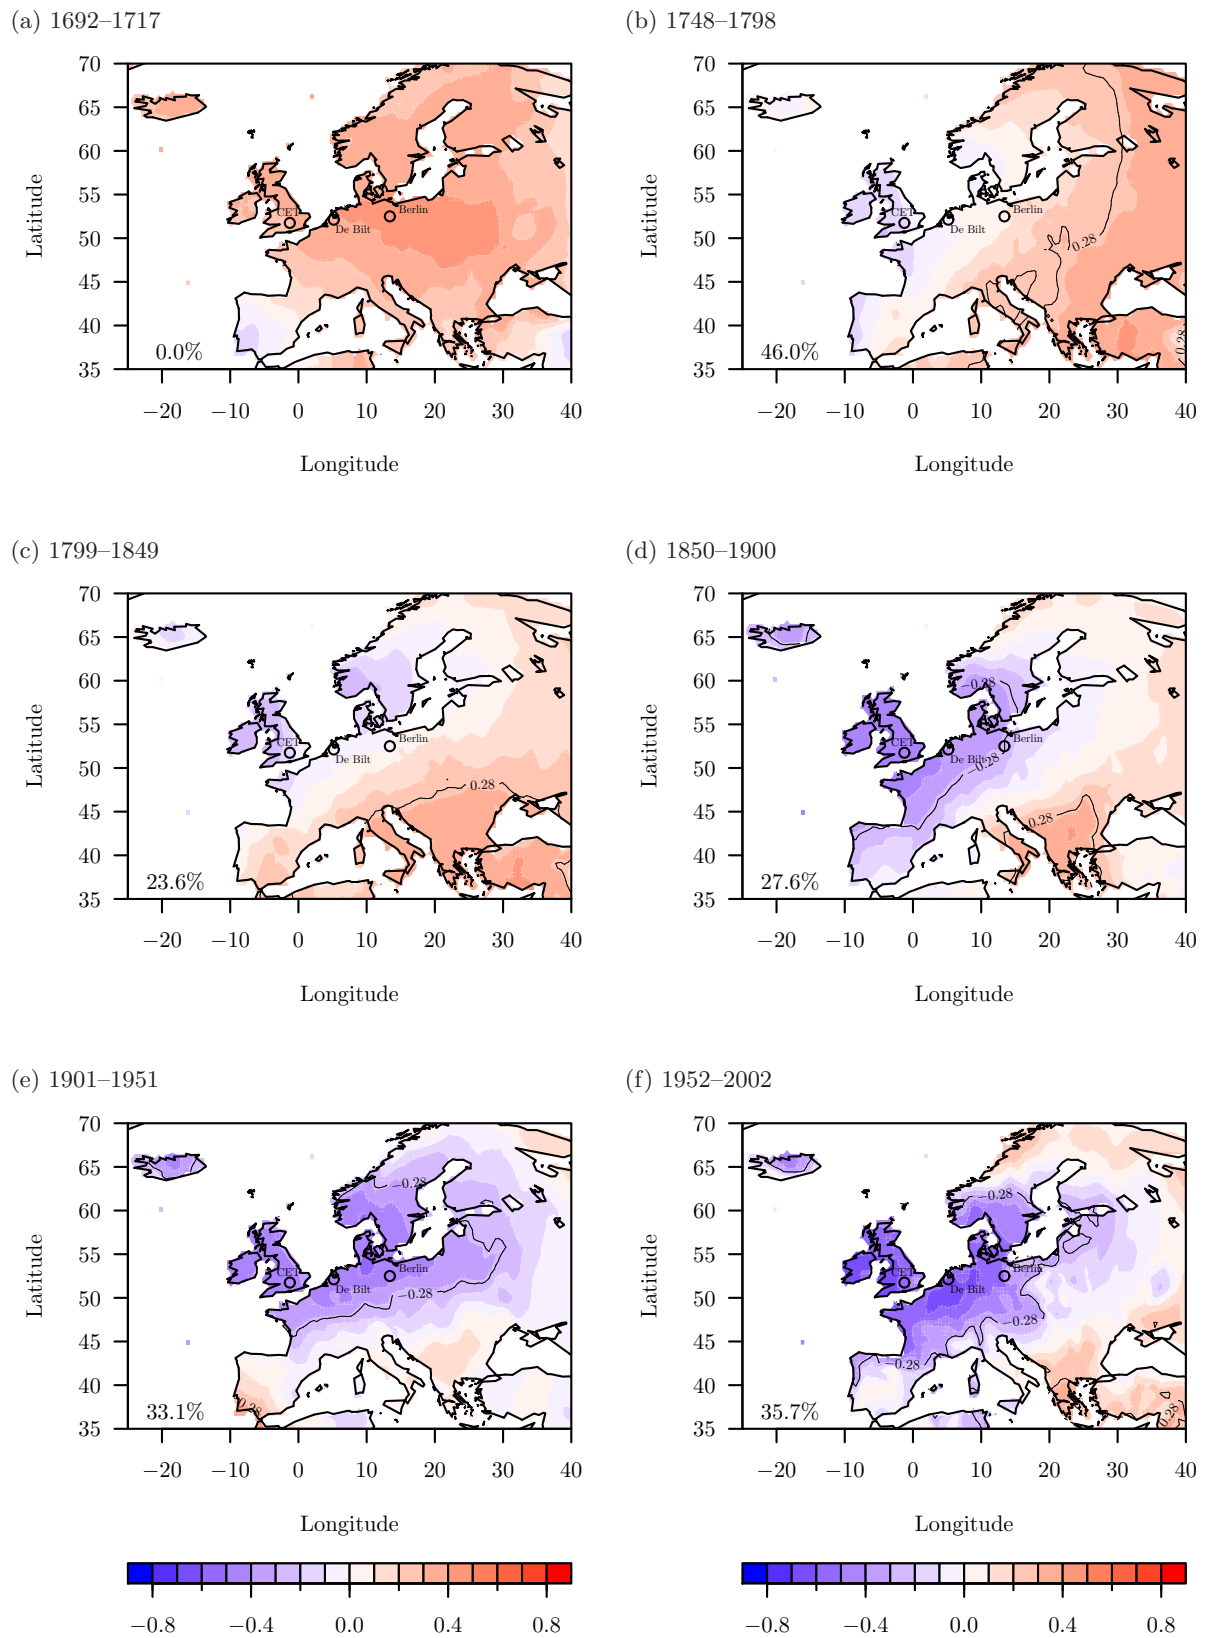 (a) 1692–1717
(b) 1748–1798
70
65
60
55
50
45
40
35
Latitude
CET
De Bilt
Berlin
0.0%
−20 −10 0 10 20 30 40
Longitude
70
65
60
55
50
45
40
35
Latitude
CET
De Bilt
Berlin
0.28
0.28
46.0%
−20 −10 0 10 20 30 40
Longitude
(c) 1799–1849
(d) 1850–1900
70
65
60
55
50
45
40
35
Latitude
CET
De Bilt
Berlin
0.28
23.6%
−20 −10 0 10 20 30 40
Longitude
70
65
60
55
50
45
40
35
Latitude
−0.28
CET
De Bilt
Berlin
−0.28
0.28
27.6%
−20 −10 0 10 20 30 40
Longitude
(e) 1901–1951
(f) 1952–2002
70
65
60
55
50
45
40
35
Latitude
−0.28
CET
De Bilt
Berlin
−0.28
0.28
33.1%
−20 −10 0 10 20 30 40
Longitude
70
65
60
55
50
45
40
35
Latitude
−0.28
CET
De Bilt
Berlin
−0.28
−0.28
0.28
35.7%
−20 −10 0 10 20 30 40
Longitude
−0.8 −0.4 0.0 0.4 0.8
−0.8 −0.4 0.0 0.4 0.8